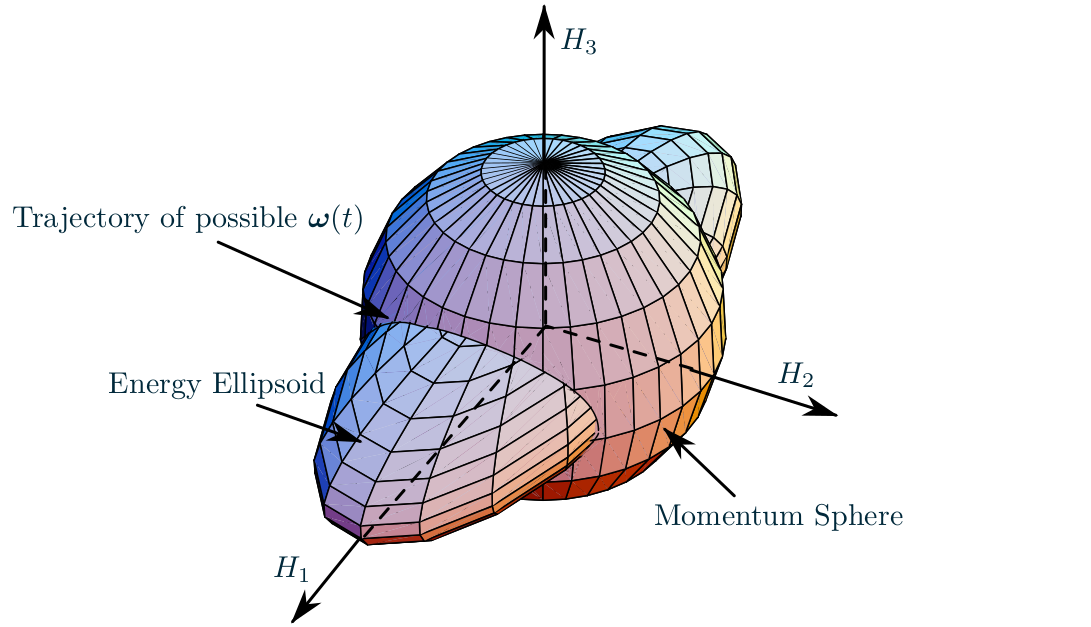 H₃
Trajectory of possible ω(t)
Energy Ellipsoid
H₂
Momentum Sphere
H₁